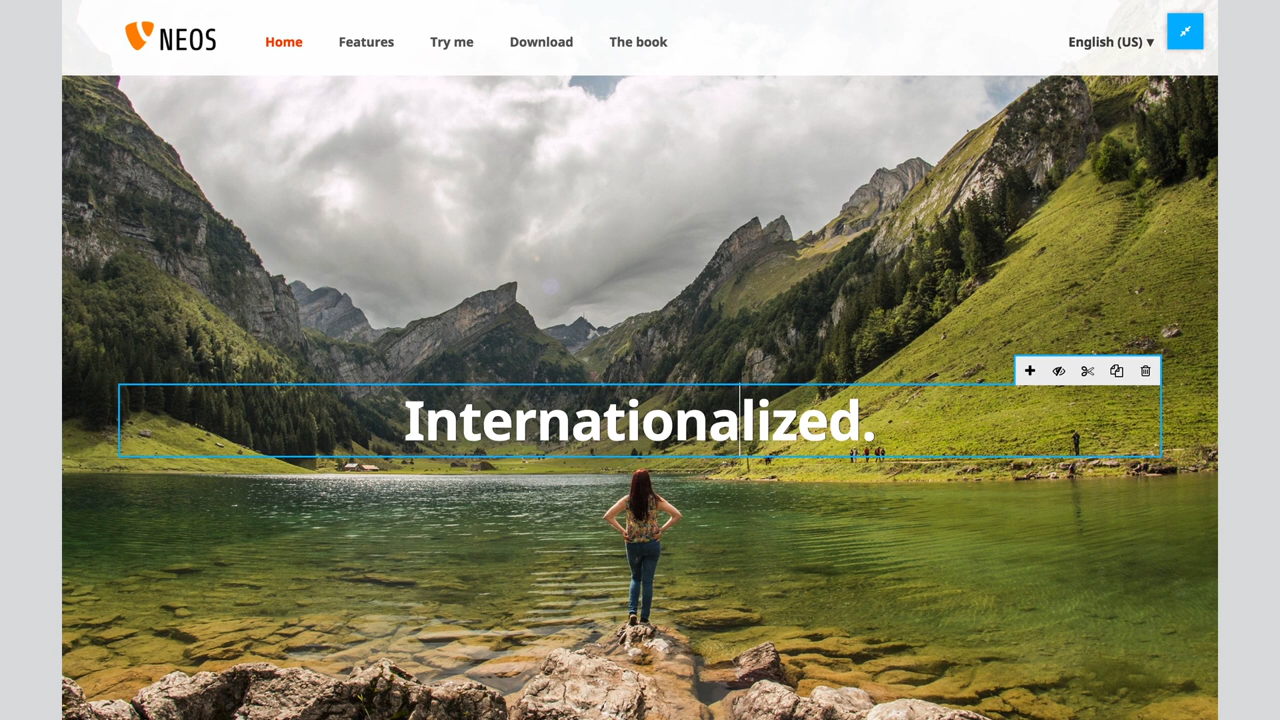 NEOS Home Features Try me Download The book English (US) ▾
Internationalized.